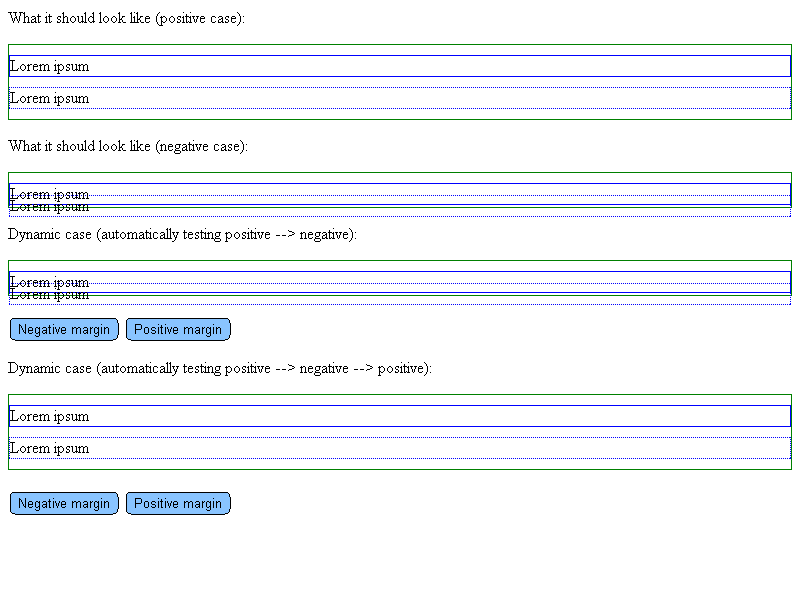 What it should look like (positive case):
Lorem ipsum
Lorem ipsum
What it should look like (negative case):
Lorem ipsum
Lorem ipsum
Dynamic case (automatically testing positive --> negative):
Lorem ipsum
Lorem ipsum
Negative margin Positive margin
Dynamic case (automatically testing positive --> negative --> positive):
Lorem ipsum
Lorem ipsum
Negative margin Positive margin